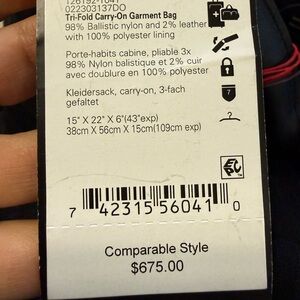 126192-1041
022303137DO
Tri-Fold Carry-On Garment Bag
98% Ballistic nylon and 2% leather
with 100% polyester lining
Porte-habits cabine, pliable 3x
98% Nylon balistique et 2% cuir
avec doublure en 100% polyester
Kleidersack, carry-on, 3-fach
gefaltet
15" X 22" X 6"(43"exp)
38cm X 56cm X 15cm(109cm exp)
7 42315 56041 0
Comparable Style
$675.00